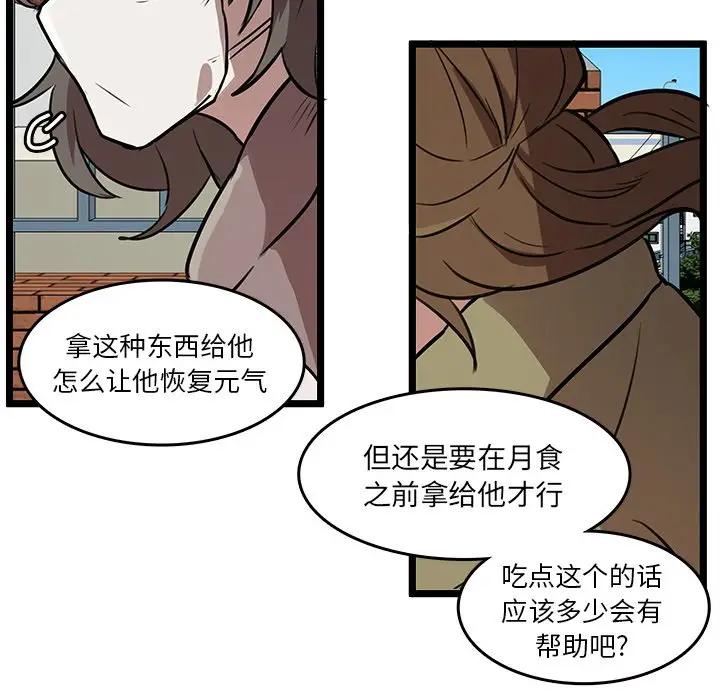 拿这种东西给他
怎么让他恢复元气
但还是要在月食
之前拿给他才行
吃点这个的话
应该多少会有
帮助吧?